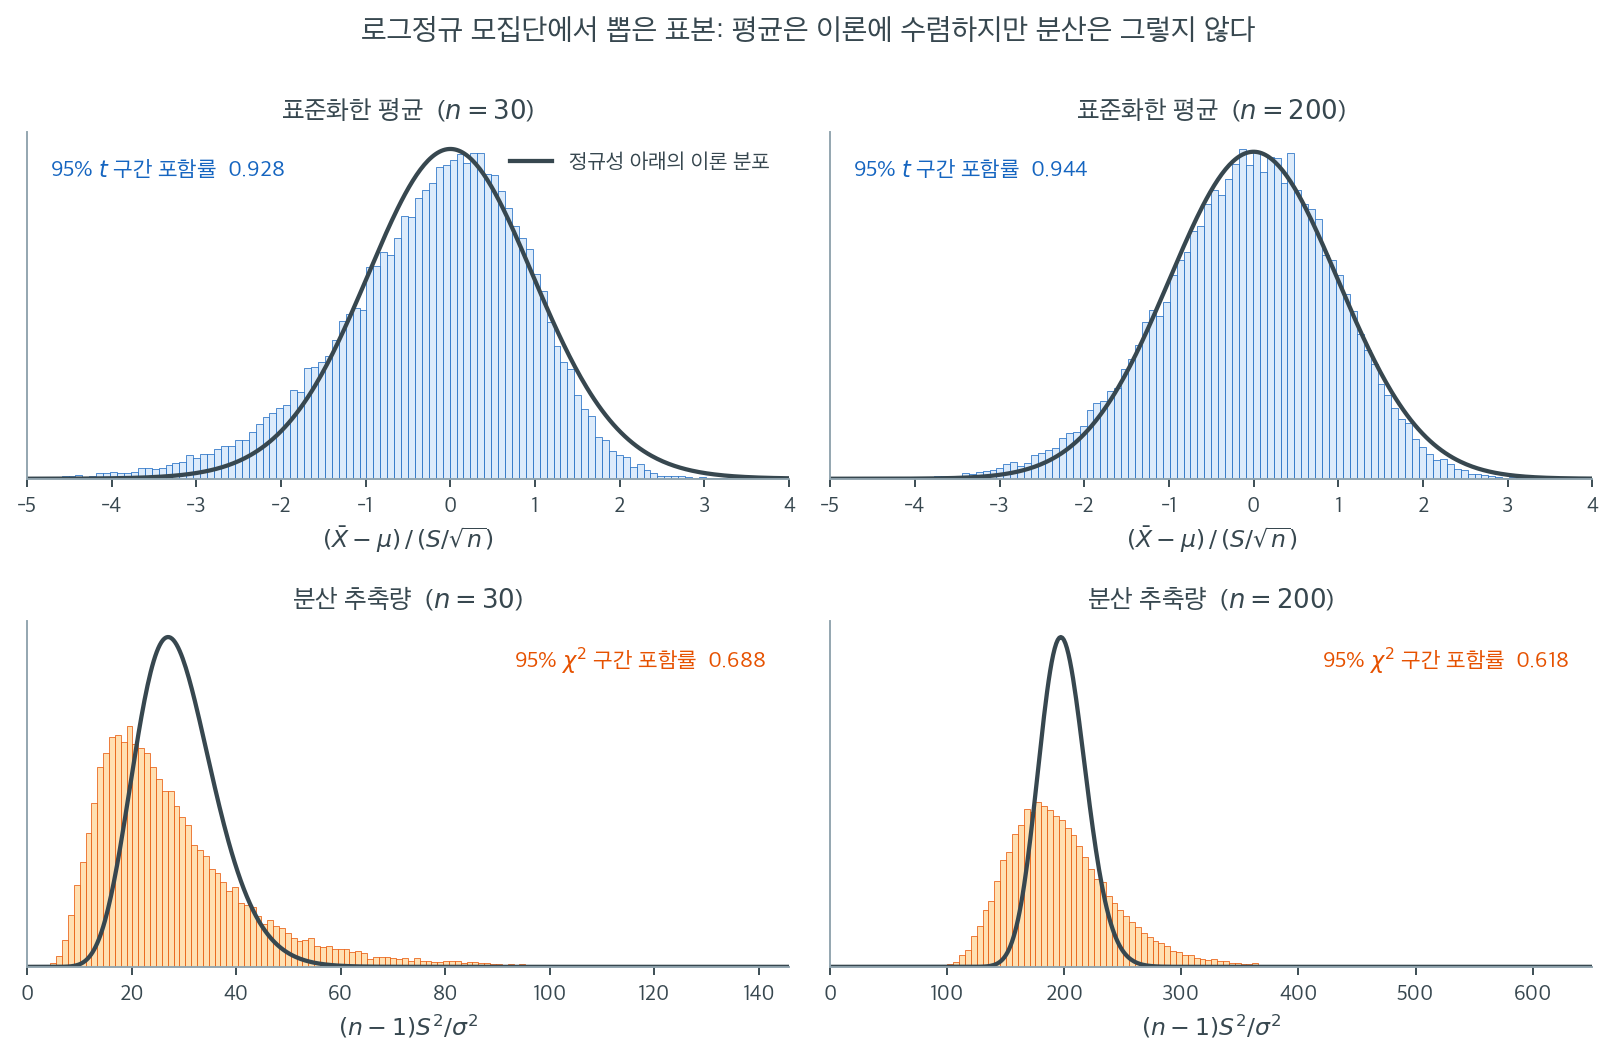 로그정규 모집단에서 뽑은 표본: 평균은 이론에 수렴하지만 분산은 그렇지 않다
표준화한 평균 (n = 30)
95% t 구간 포함률 0.928
정규성 아래의 이론 분포
-5 -4 -3 -2 -1 0 1 2 3 4
(X̄ − μ) / (S/√n)
표준화한 평균 (n = 200)
95% t 구간 포함률 0.944
-5 -4 -3 -2 -1 0 1 2 3 4
(X̄ − μ) / (S/√n)
분산 추축량 (n = 30)
95% χ² 구간 포함률 0.688
0 20 40 60 80 100 120 140
(n − 1)S²/σ²
분산 추축량 (n = 200)
95% χ² 구간 포함률 0.618
0 100 200 300 400 500 600
(n − 1)S²/σ²